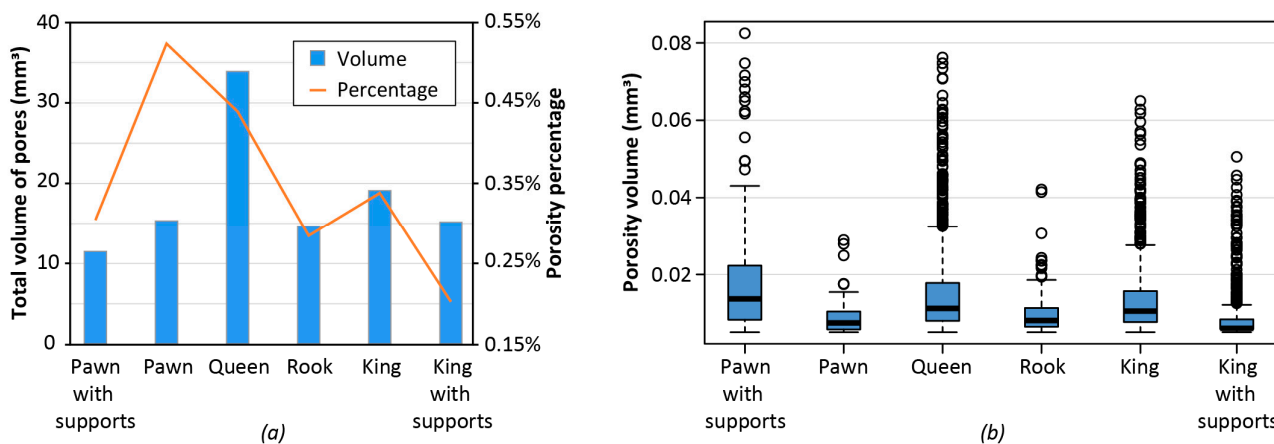 Total volume of pores (mm³)
40
30
20
10
0
Volume
Percentage
0.55%
0.45%
0.35%
0.25%
0.15%
Porosity percentage
Pawn with supports
Pawn
Queen
Rook
King
King with supports
(a)
Porosity volume (mm³)
0.08
0.06
0.04
0.02
Pawn with supports
Pawn
Queen
Rook
King
King with supports
(b)